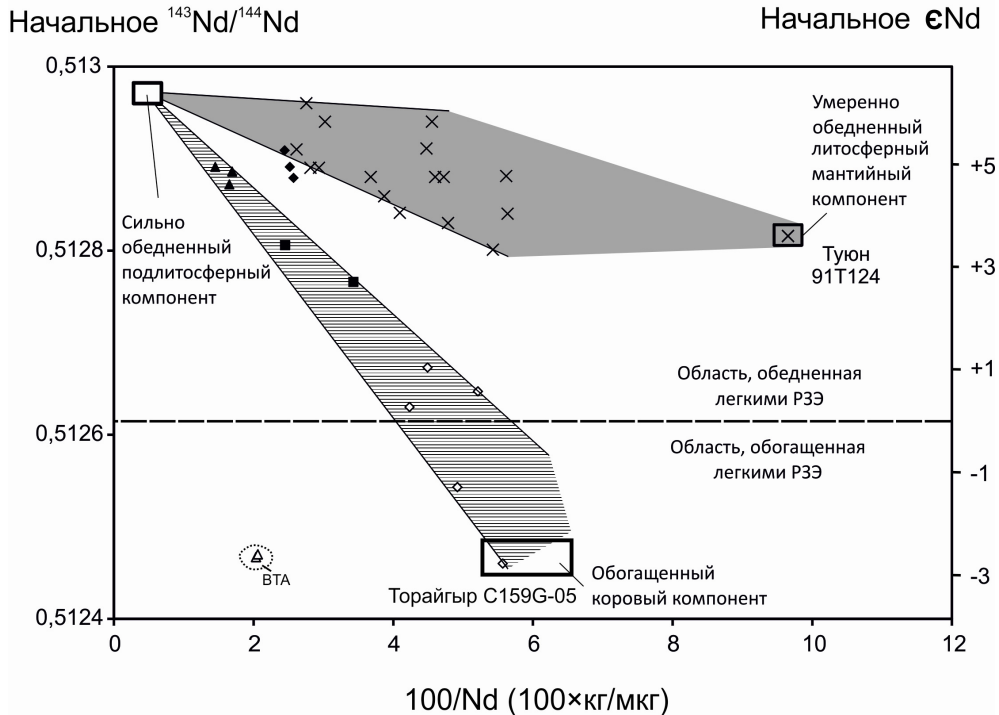 Начальное ¹⁴³Nd/¹⁴⁴Nd
Начальное ЄNd
0,513
0,5128
0,5126
0,5124
+5
+3
+1
-1
-3
Умеренно
обедненный
литосферный
мантийный
компонент
Туюн
91T124
Сильно
обедненный
подлитосферный
компонент
Область, обедненная
легкими РЗЭ
Область, обогащенная
легкими РЗЭ
ВТА
Обогащенный
коровый компонент
Торайгыр C159G-05
0
2
4
6
8
10
12
100/Nd (100×кг/мкг)